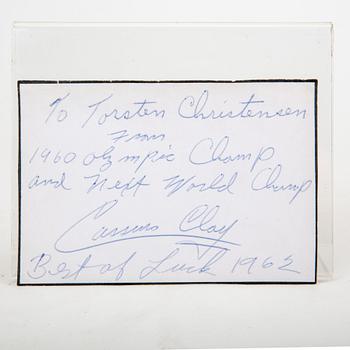 To Torsten Christensen
From
1960 olympic Champ
and Next World Champ
Cassius Clay
Best of Luck 1962